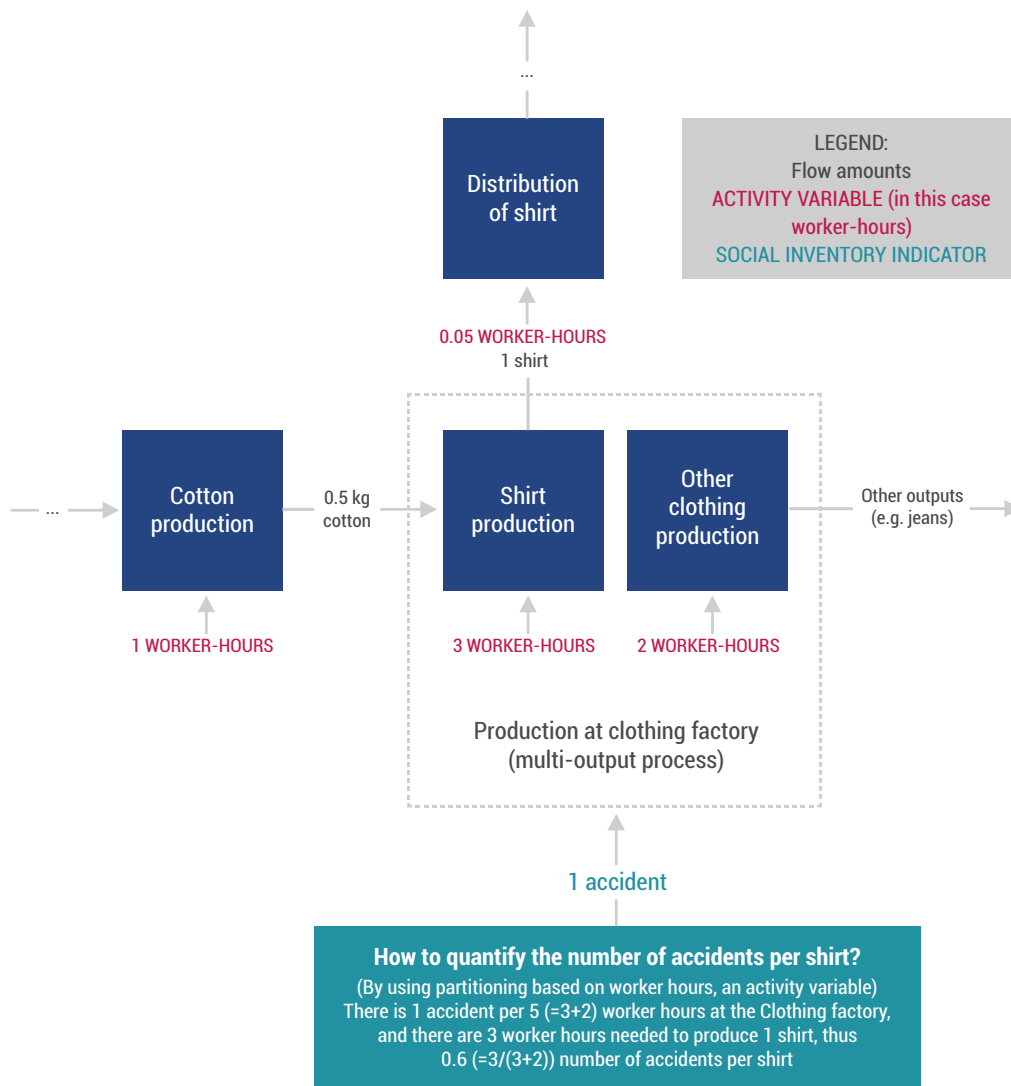 ...
Distribution
of shirt
LEGEND:
Flow amounts
ACTIVITY VARIABLE (in this case
worker-hours)
SOCIAL INVENTORY INDICATOR
0.05 WORKER-HOURS
1 shirt
...
Cotton
production
0.5 kg
cotton
Shirt
production
Other
clothing
production
Other outputs
(e.g. jeans)
1 WORKER-HOURS
3 WORKER-HOURS
2 WORKER-HOURS
Production at clothing factory
(multi-output process)
1 accident
How to quantify the number of accidents per shirt?
(By using partitioning based on worker hours, an activity variable)
There is 1 accident per 5 (=3+2) worker hours at the Clothing factory,
and there are 3 worker hours needed to produce 1 shirt, thus
0.6 (=3/(3+2)) number of accidents per shirt